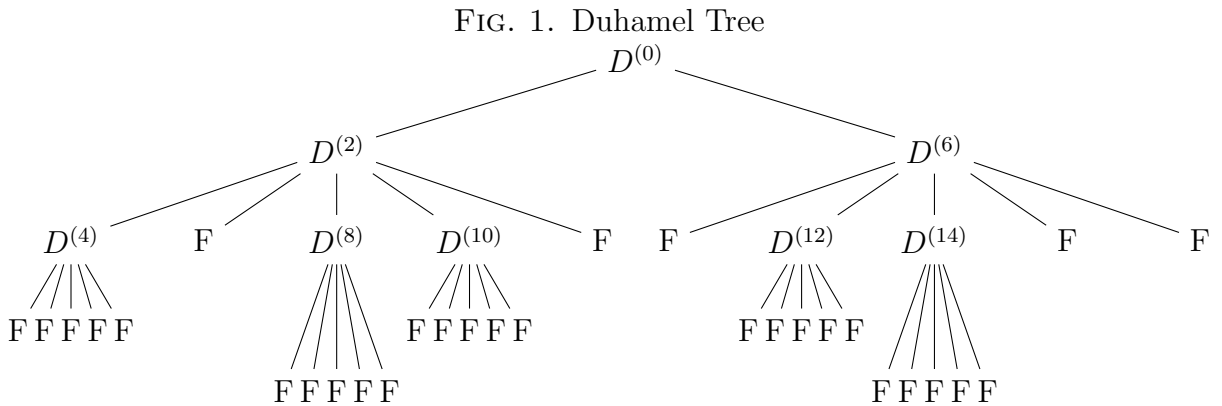 FIG. 1. Duhamel Tree
D^(0)
D^(2) D^(6)
D^(4) F D^(8) D^(10) F F D^(12) D^(14) F F
F F F F F F F F F F F F F F F
F F F F F F F F F F